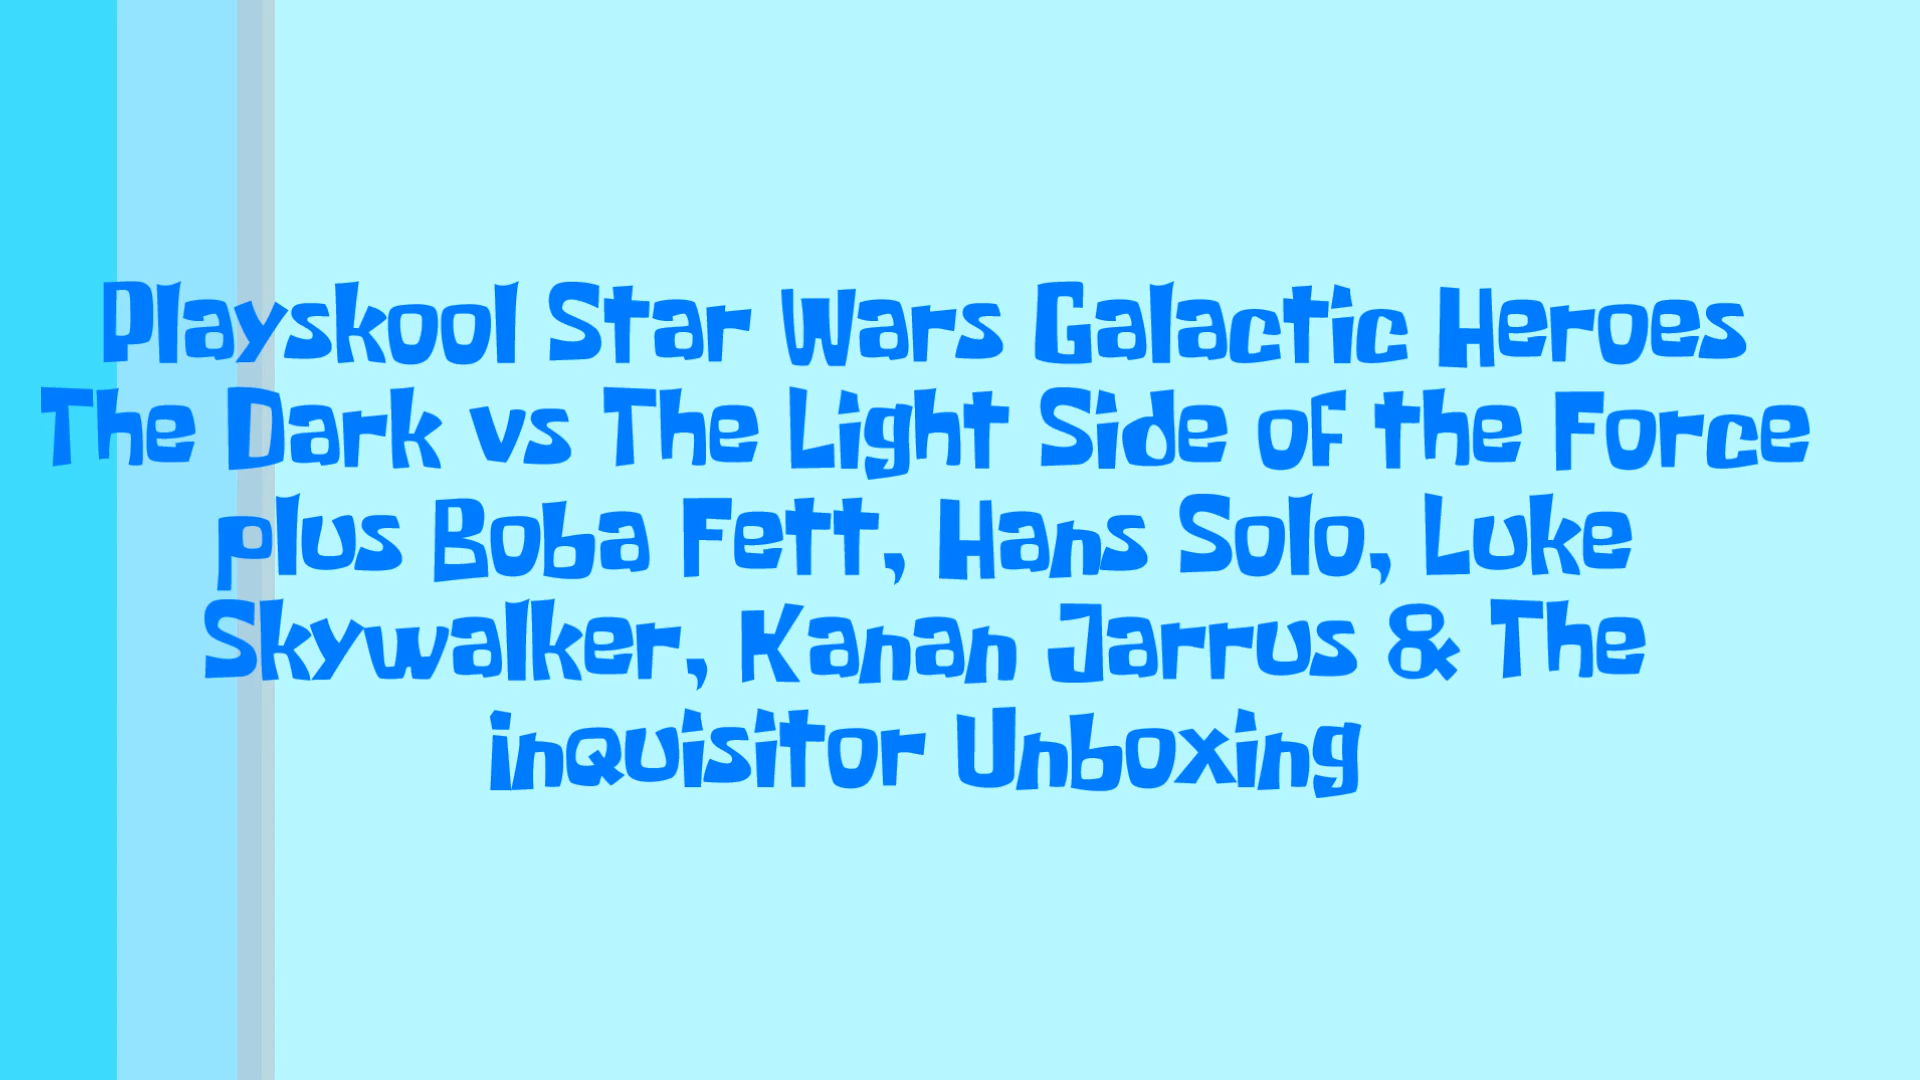 Playskool Star Wars Galactic Heroes
The Dark vs The Light Side of the Force
plus Boba Fett, Hans Solo, Luke
Skywalker, Kanan Jarrus & The
inquisitor Unboxing